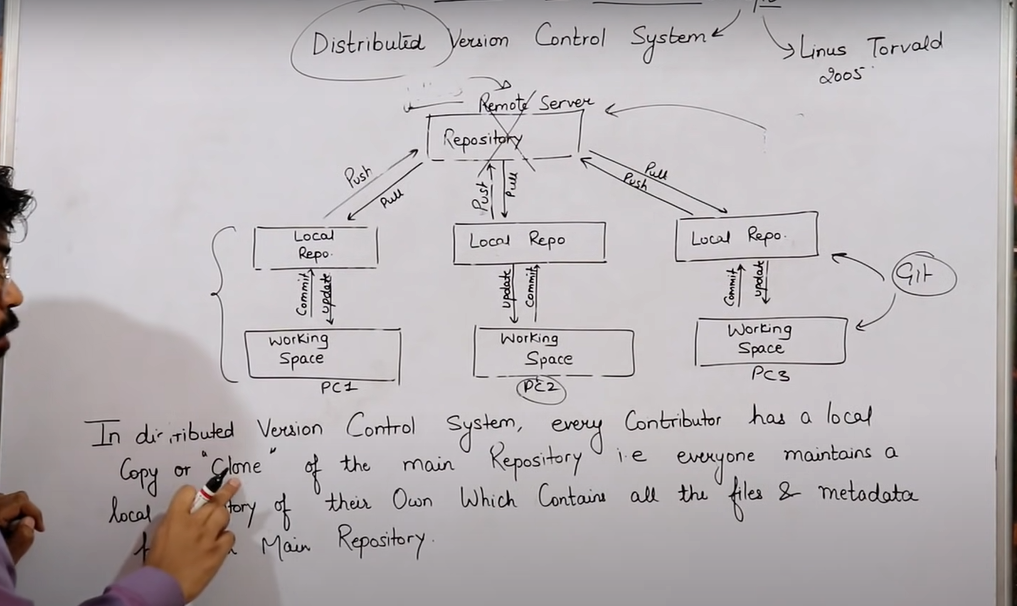 Distributed Version Control System
Linus Torvald
2005
Remote Server
Repository
Push
Pull
Push
Pull
Pull
Push
Local
Repo.
Local Repo
Local Repo.
Commit
update
update
Commit
Commit
update
Git
Working
Space
Working
Space
Working
Space
PC1
PC2
PC3
In Version Control System, every Contributor has a local
Copy or "Clone" of the main Repository i.e everyone maintains a
local of their Own Which Contains all the files & metadata
Main Repository.